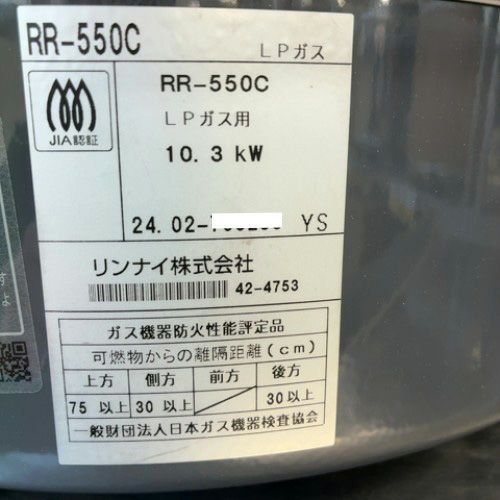 RR-550C LPガス
JIA認証
RR-550C
LPガス用
10.3 kW
24.02- YS
リンナイ株式会社
42-4753
ガス機器防火性能評定品
可燃物からの離隔距離(cm)
上方 側方 前方 後方
75 以上 30 以上 30 以上
一般財団法人日本ガス機器検査協会